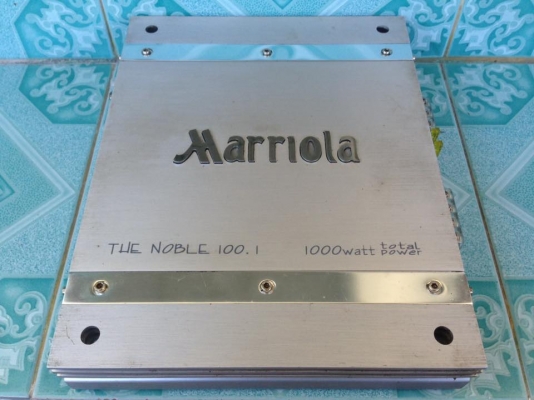 Marriola
THE NOBLE 100.1 1000watt total power